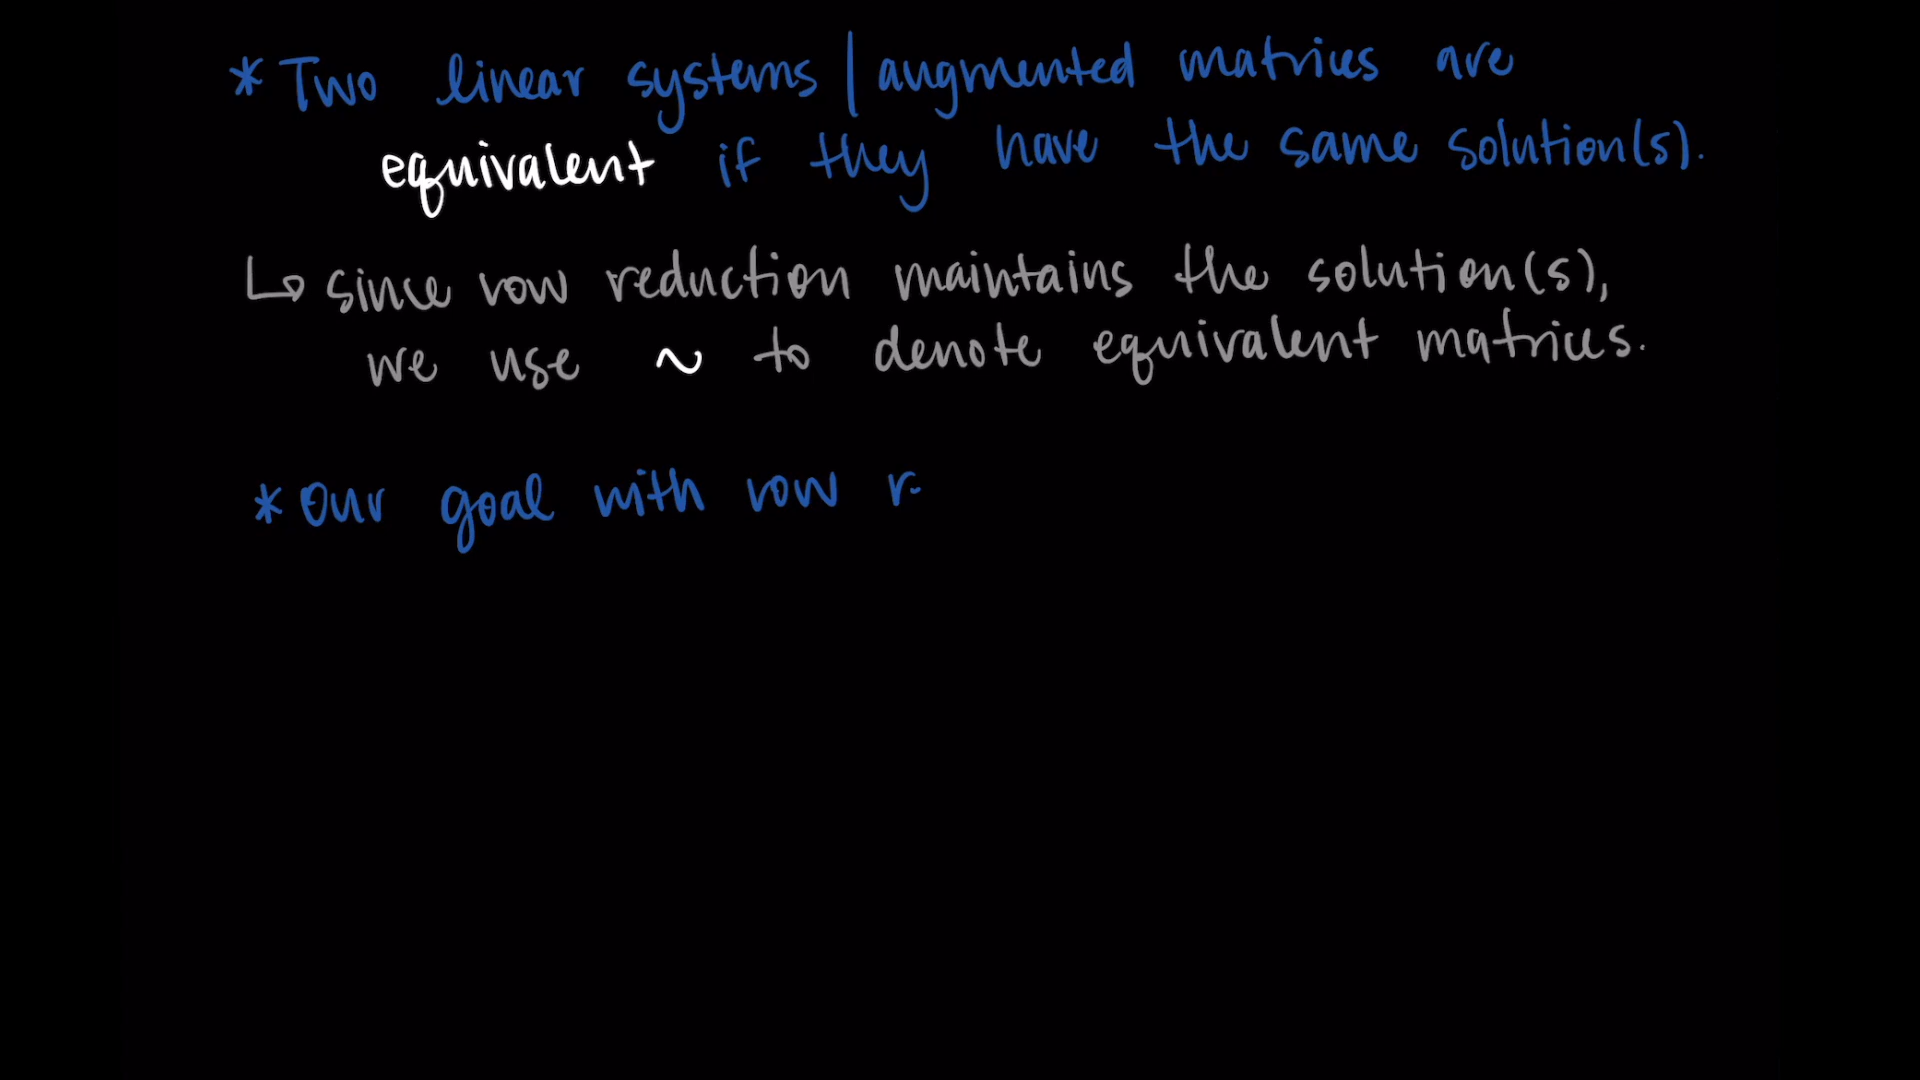 * Two linear systems / augmented matrices are
equivalent if they have the same solution(s).
↳ since row reduction maintains the solution(s),
we use ~ to denote equivalent matrices.
* Our goal with row r